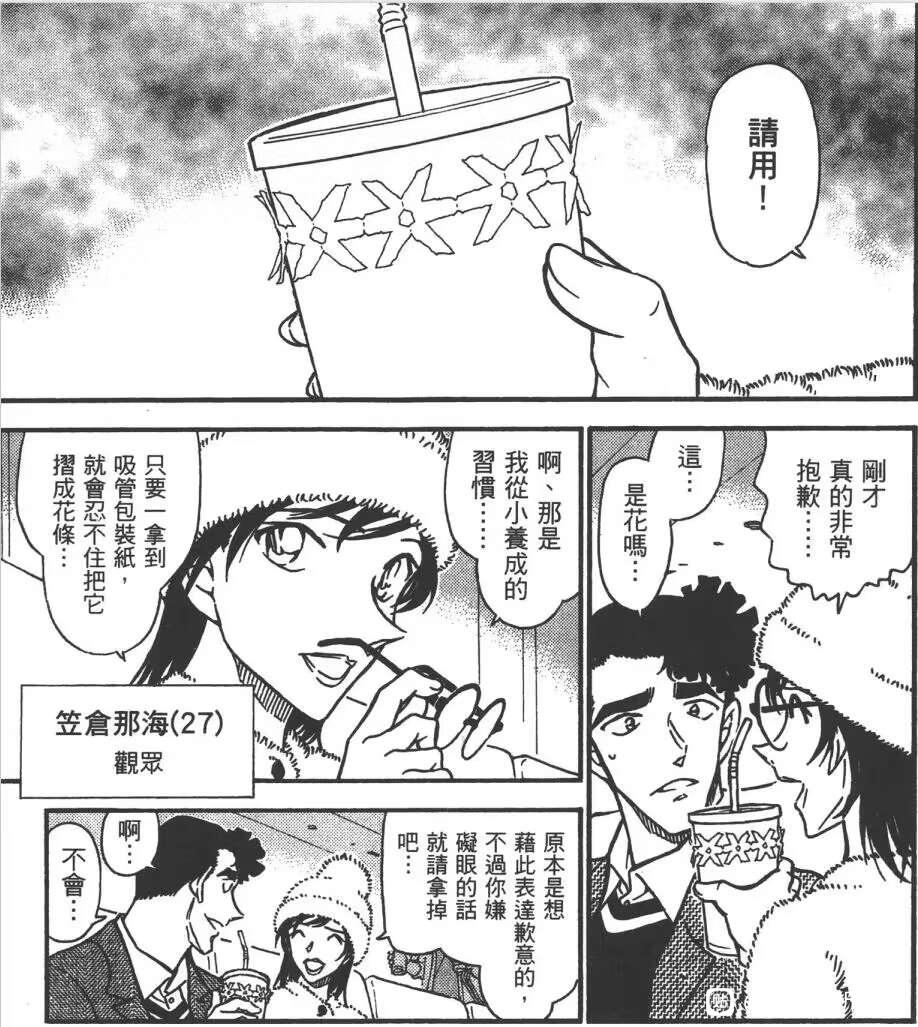 請用！
剛才
真的非常
抱歉……
這…
是花嗎…
啊、那是
我從小養成的
習慣……
只要一拿到
吸管包裝紙，
就會忍不住把它
摺成花條…
笠倉那海(27)
觀眾
原本是想
藉此表達歉意的，
不過你嫌
礙眼的話
就請拿掉
吧…
啊…
不會…